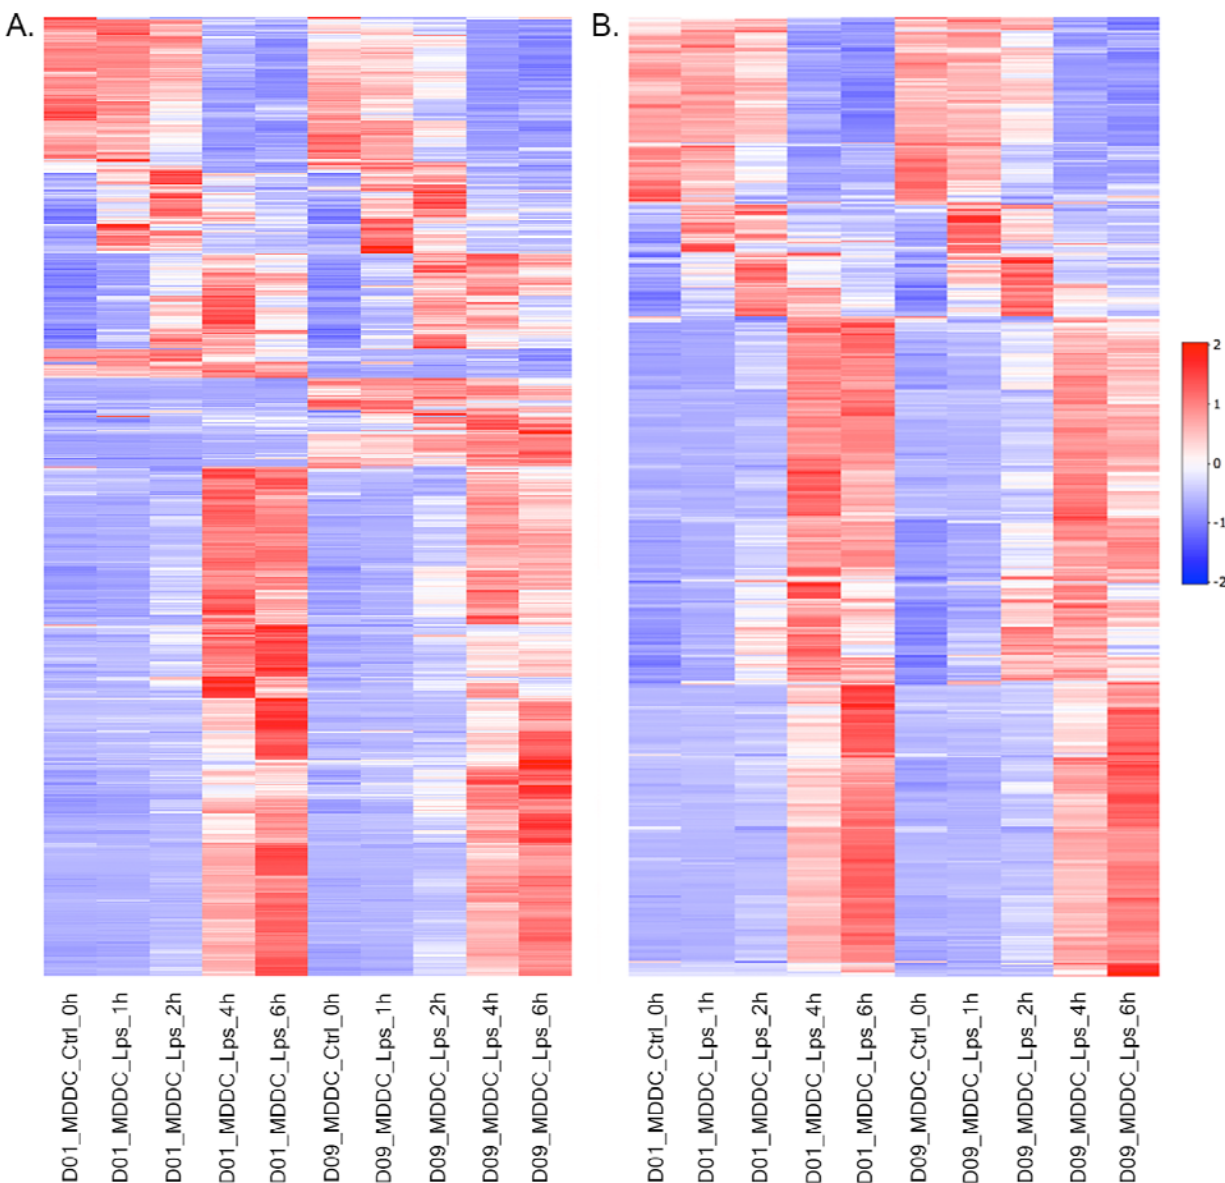 A.
B.
2
1
0
-1
-2
D01_MDDC_Ctrl_0h
D01_MDDC_Lps_1h
D01_MDDC_Lps_2h
D01_MDDC_Lps_4h
D01_MDDC_Lps_6h
D09_MDDC_Ctrl_0h
D09_MDDC_Lps_1h
D09_MDDC_Lps_2h
D09_MDDC_Lps_4h
D09_MDDC_Lps_6h
D01_MDDC_Ctrl_0h
D01_MDDC_Lps_1h
D01_MDDC_Lps_2h
D01_MDDC_Lps_4h
D01_MDDC_Lps_6h
D09_MDDC_Ctrl_0h
D09_MDDC_Lps_1h
D09_MDDC_Lps_2h
D09_MDDC_Lps_4h
D09_MDDC_Lps_6h